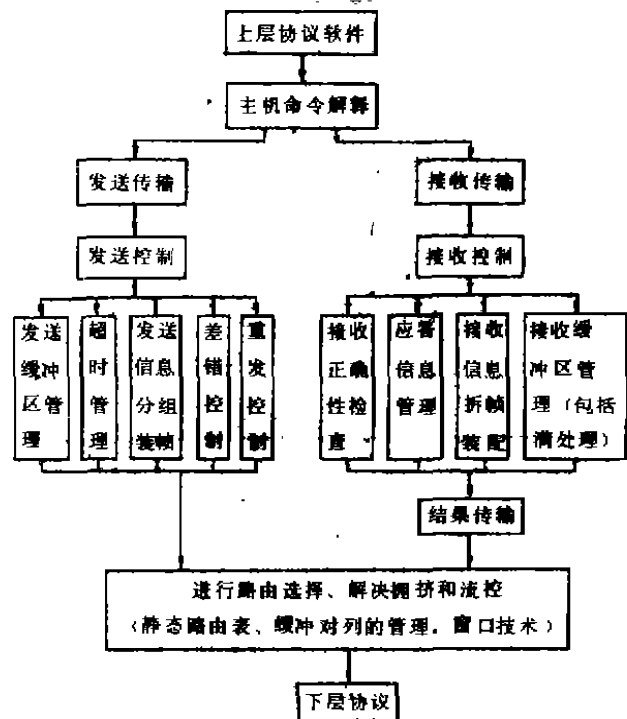 上层协议软件
主机命令解释
发送传输
接收传输
发送控制
接收控制
发送
缓冲
区管
理
超
时
管
理
发送
信息
分组
装帧
差
错
控
制
重
发
控
制
接收
正确
性检
查
应答
信息
管理
接收
信息
拆帧
装配
接收缓
冲区管
理（包括
满处理）
结果传输
进行路由选择、解决拥挤和流控
（静态路由表、缓冲对列的管理，窗口技术）
下层协议